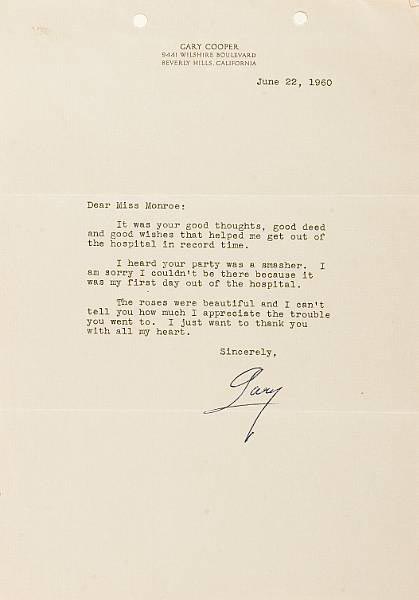 GARY COOPER
9441 WILSHIRE BOULEVARD
BEVERLY HILLS, CALIFORNIA
June 22, 1960
Dear Miss Monroe:
It was your good thoughts, good deed
and good wishes that helped me get out of
the hospital in record time.
I heard your party was a smasher. I
am sorry I couldn't be there because it
was my first day out of the hospital.
The roses were beautiful and I can't
tell you how much I appreciate the trouble
you went to. I just want to thank you
with all my heart.
Sincerely,
Gary